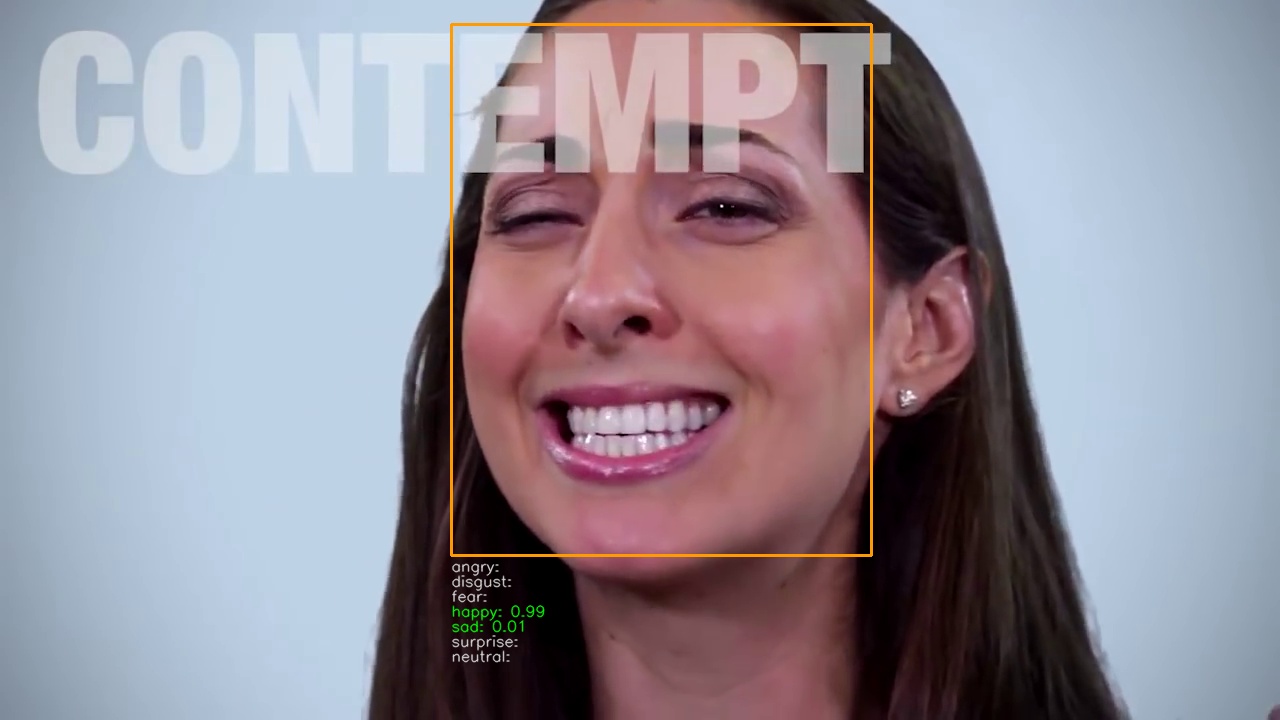 CONTEMPT
angry:
disgust:
fear:
happy: 0.99
sad: 0.01
surprise:
neutral: